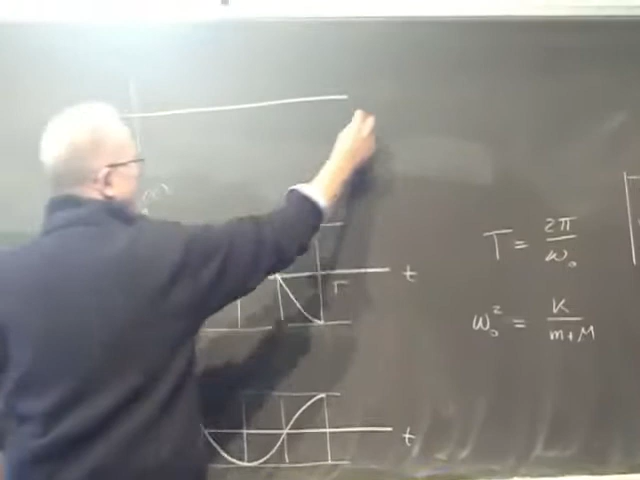 t
T = 2π/ω₀
ω₀² = K/(m+M)
t